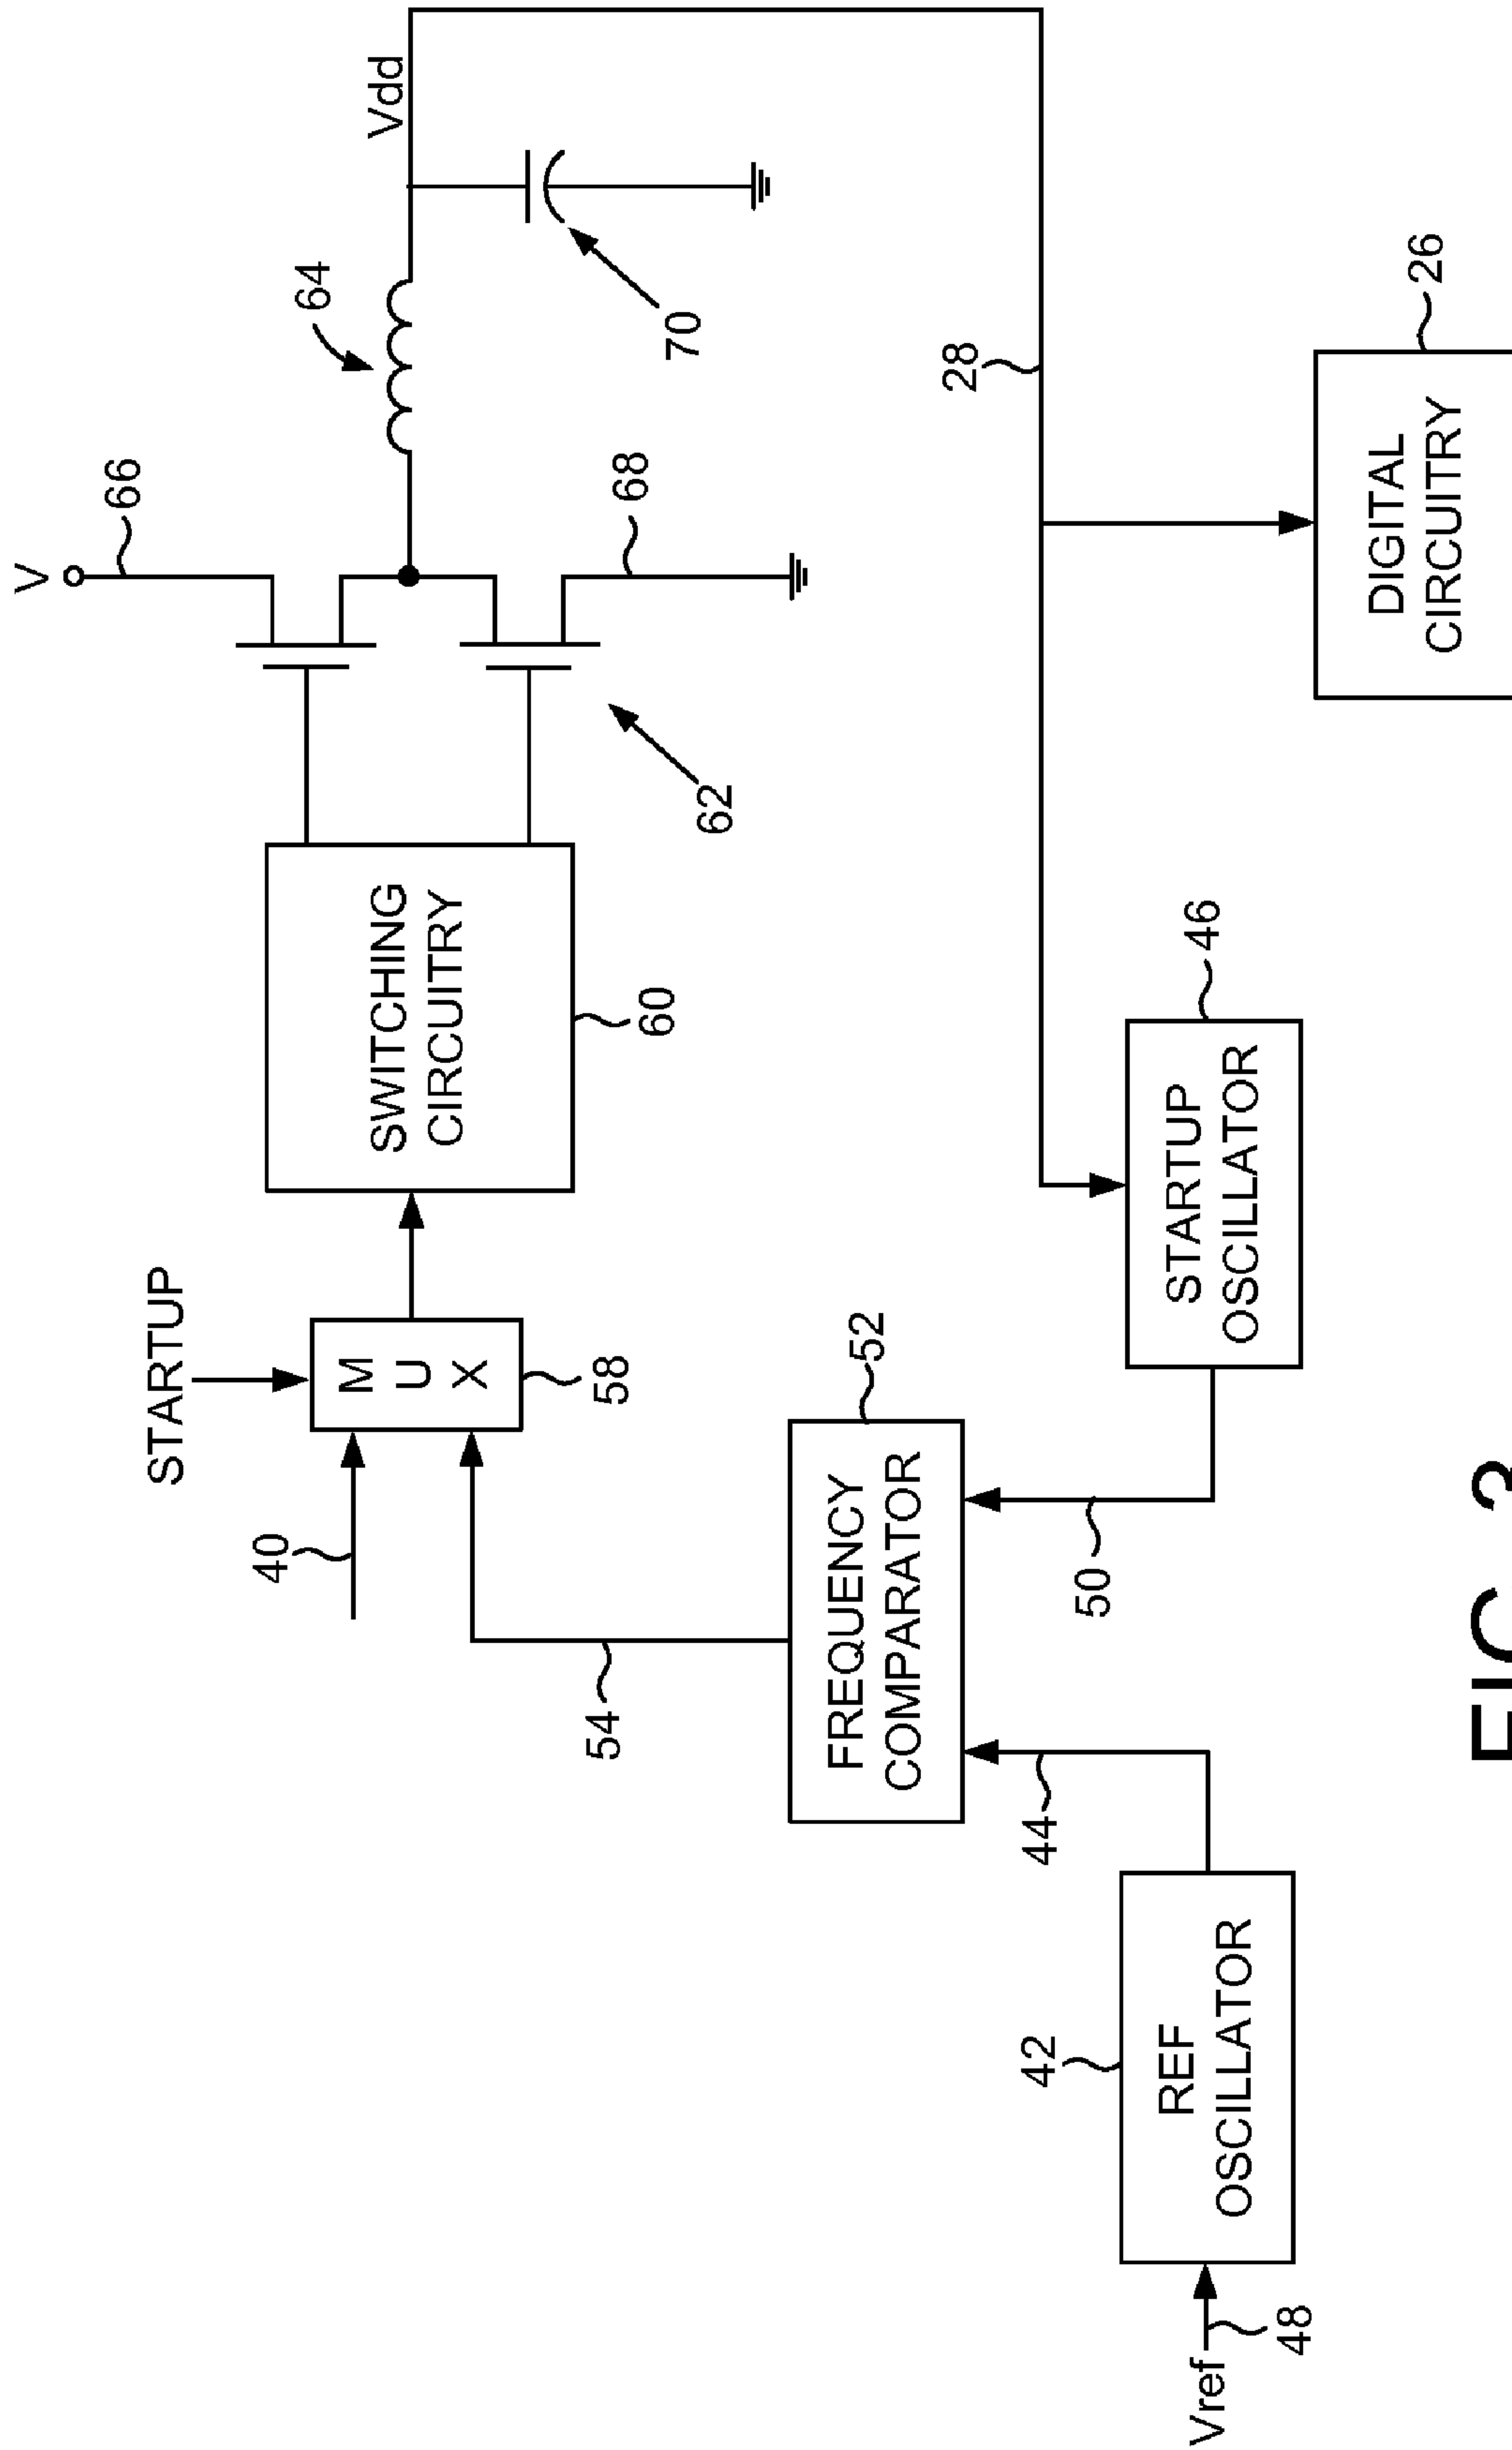 V
66
64
Vdd
STARTUP
40
M
U
X
58
SWITCHING
CIRCUITRY
60
62
68
70
54
FREQUENCY
COMPARATOR
52
28
Vref
48
42
REF
OSCILLATOR
44
50
STARTUP
OSCILLATOR
46
DIGITAL
CIRCUITRY
26